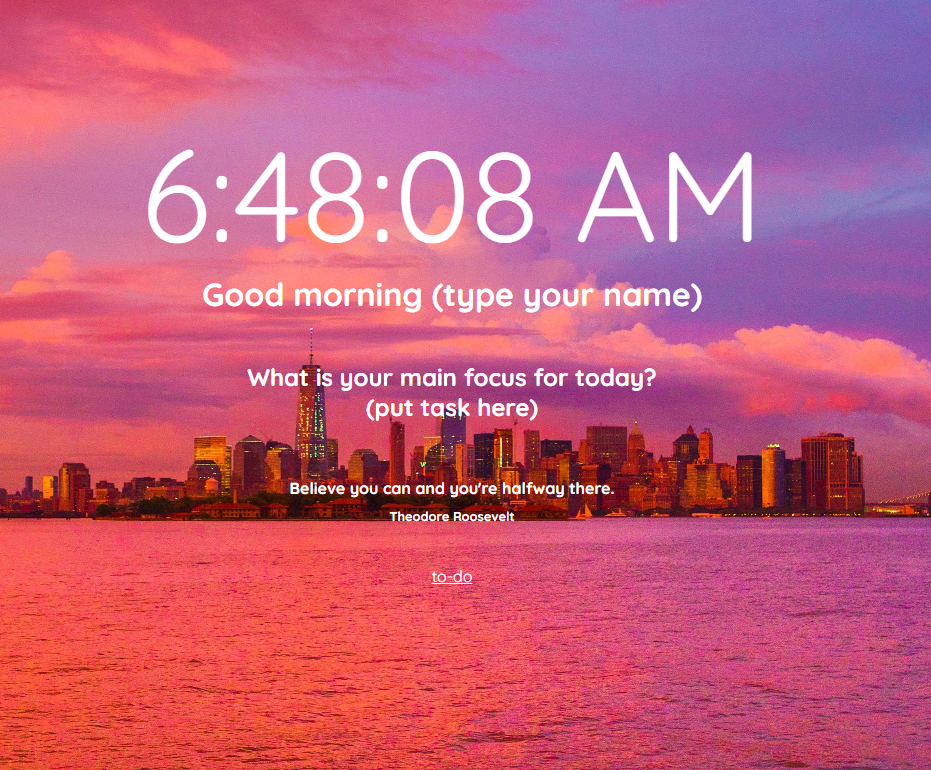 6:48:08 AM
Good morning (type your name)
What is your main focus for today?
(put task here)
Believe you can and you're halfway there.
Theodore Roosevelt
to-do